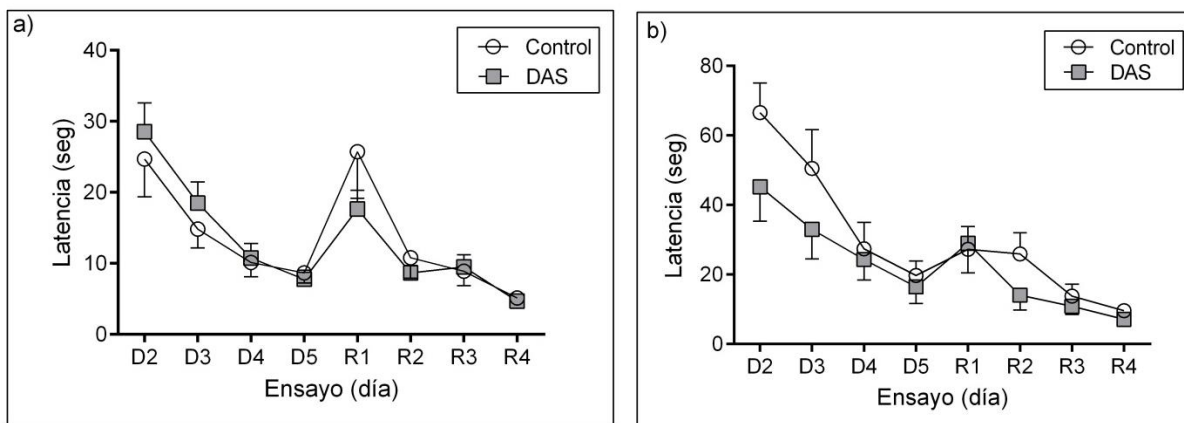 a)
Control
DAS
40
30
20
10
0
Latencia (seg)
D2 D3 D4 D5 R1 R2 R3 R4
Ensayo (día)
b)
Control
DAS
80
60
40
20
0
Latencia (seg)
D2 D3 D4 D5 R1 R2 R3 R4
Ensayo (día)